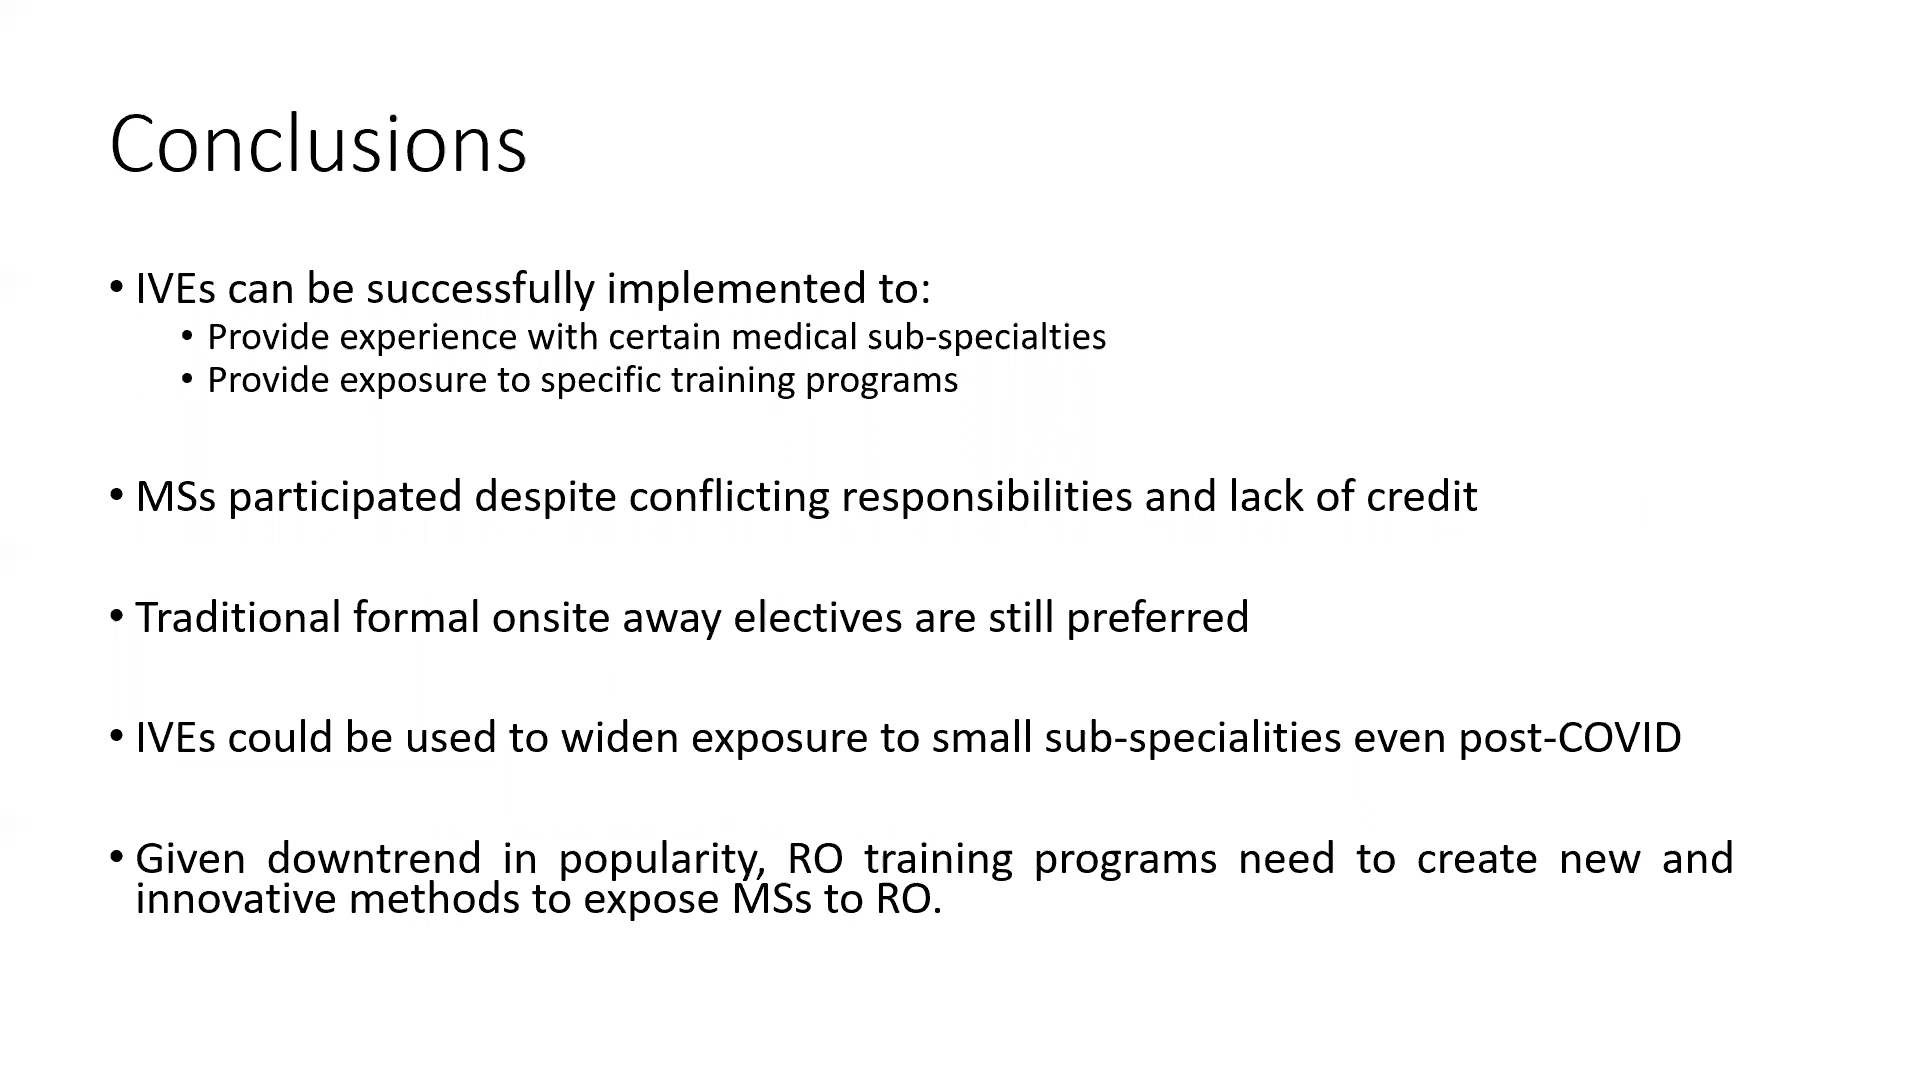 Conclusions
• IVEs can be successfully implemented to:
• Provide experience with certain medical sub-specialties
• Provide exposure to specific training programs
• MSs participated despite conflicting responsibilities and lack of credit
• Traditional formal onsite away electives are still preferred
• IVEs could be used to widen exposure to small sub-specialities even post-COVID
• Given downtrend in popularity, RO training programs need to create new and
innovative methods to expose MSs to RO.